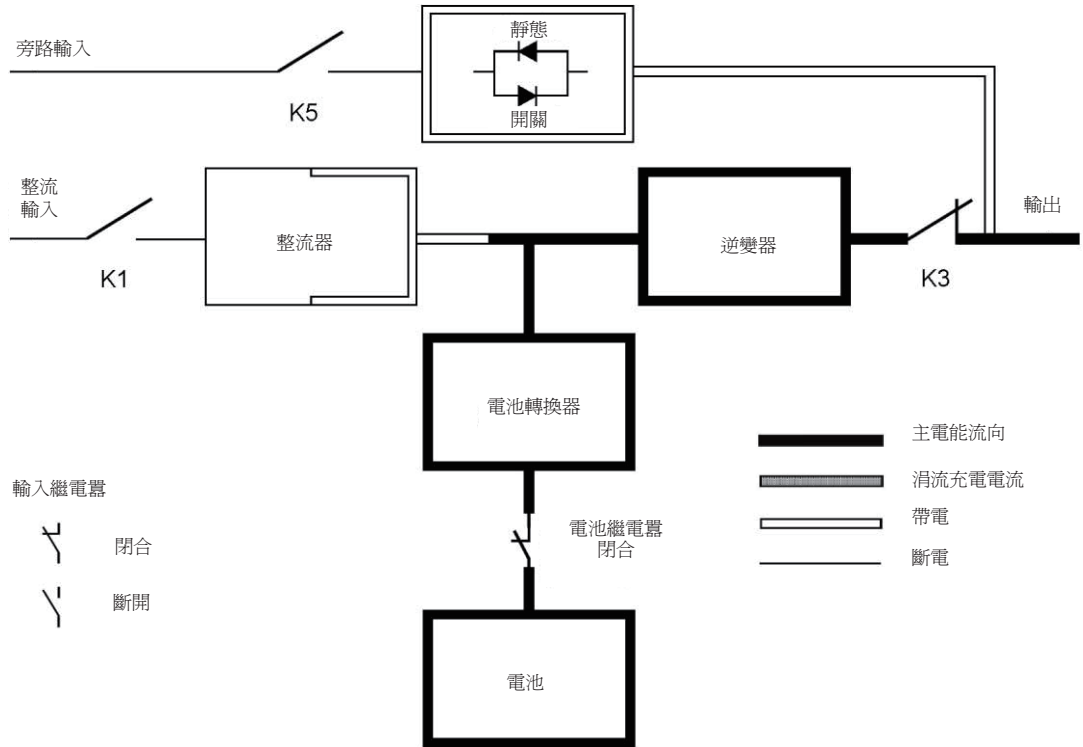 旁路輸入
靜態
開關
K5
整流
輸入
K1
整流器
逆變器
K3
輸出
電池轉換器
主電能流向
涓流充電電流
帶電
斷電
輸入繼電嚣
閉合
斷開
電池繼電嚣
閉合
電池